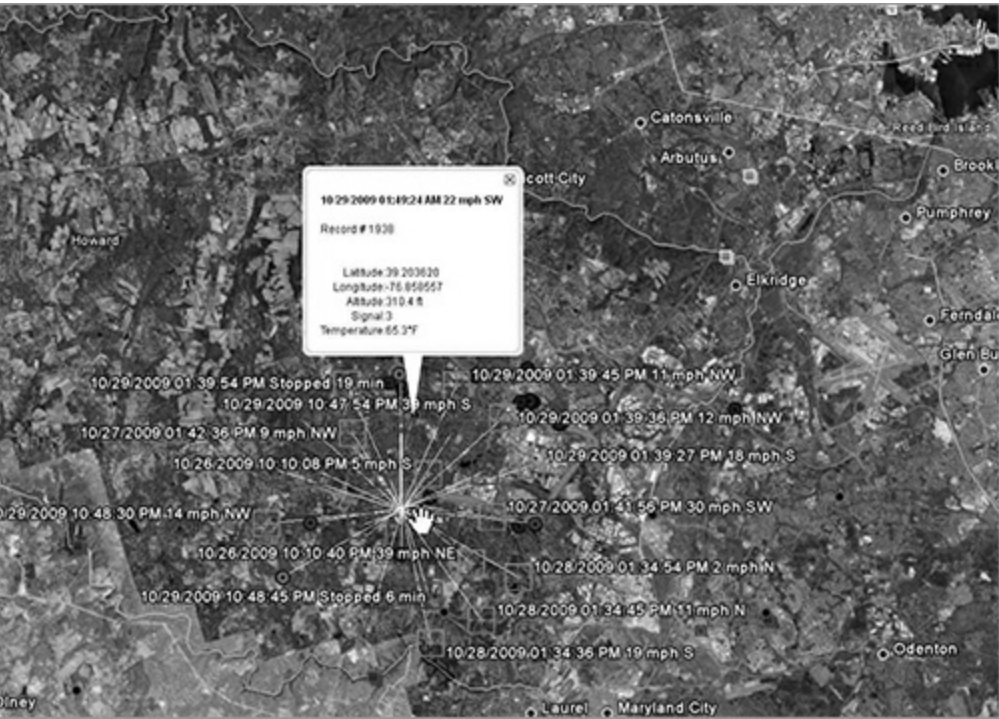 Catonsville
Reed Bird Island
Arbutus
Brook
cott City
10 29 2009 01:49:24 AM 22 mph SW
Pumphrey
Record # 1938
Howard
Latitude:39.203620
Longitude:-76.858557
Elkridge
Altitude:310.4 ft
Signal:3
Ferndale
Temperature:65.3°F
Glen Bu
10/29/2009 01:39:54 PM Stopped 19 min
10/29/2009 01:39:45 PM 11 mph NW
10/29/2009 10:47:54 PM 39 mph S
10/29/2009 01:39:36 PM 12 mph NW
10/27/2009 01:42:36 PM 9 mph NW
10/29/2009 01:39:27 PM 18 mph S
10/26/2009 10:10:08 PM 5 mph S
10/27/2009 01:41:56 PM 30 mph SW
0/29/2009 10:48:30 PM 14 mph NW
10/26/2009 10:10:40 PM 39 mph NE
10/28/2009 01:34:54 PM 2 mph N
10/29/2009 10:48:45 PM Stopped 6 min
10/28/2009 01:34:45 PM 11 mph N
10/28/2009 01:34:36 PM 19 mph S
Odenton
Olney
Laurel
Maryland City